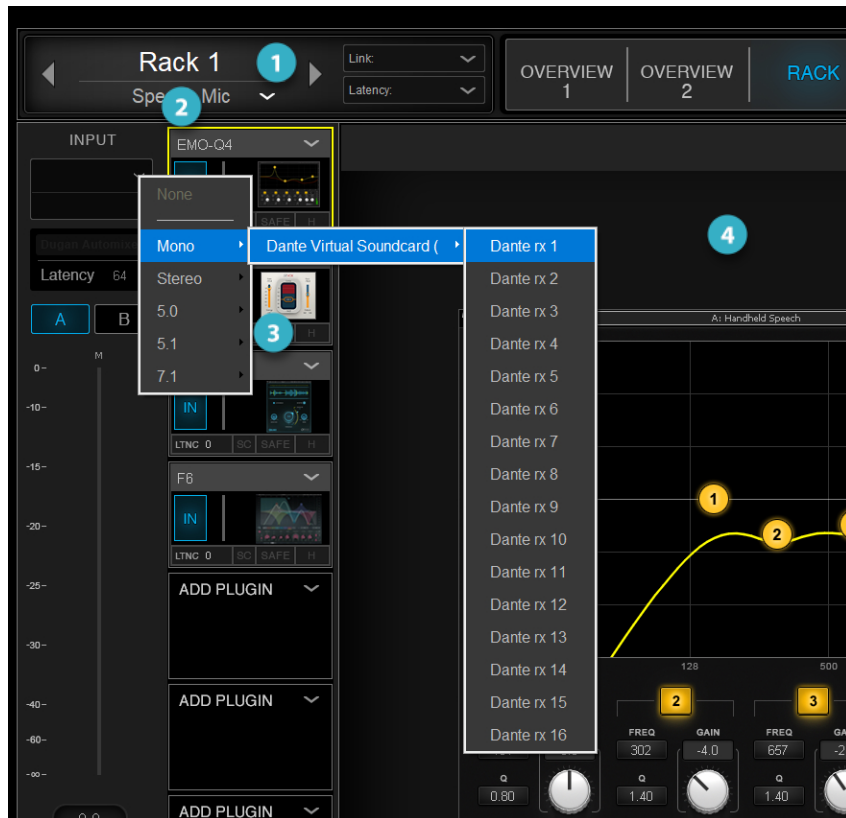 Rack 1
1
Link:
Spe
2
Mic
Latency:
OVERVIEW
1
OVERVIEW
2
RACK
INPUT
EMO-Q4
SAFE H
None
Mono
Dante Virtual Soundcard (
Stereo
5.0
5.1
7.1
3
Dugan Automixe
Latency 64
A
B
H
M
0-
-10-
-15-
-20-
-25-
-30-
-40-
-60-
-∞-
0.0
IN
LTNC 0 SC SAFE H
F6
IN
LTNC 0 SC SAFE H
ADD PLUGIN
ADD PLUGIN
ADD PLUGIN
Dante rx 1
Dante rx 2
Dante rx 3
Dante rx 4
Dante rx 5
Dante rx 6
Dante rx 7
Dante rx 8
Dante rx 9
Dante rx 10
Dante rx 11
Dante rx 12
Dante rx 13
Dante rx 14
Dante rx 15
Dante rx 16
4
A: Handheld Speech
1
2
128
500
2
3
FREQ GAIN FREQ GA
302 -4.0 657 -2
Q
0.80
Q
1.40
Q
1.40